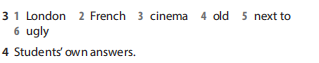 3 1 London 2 French 3 cinema 4 old 5 next to
6 ugly
4 Students' own answers.